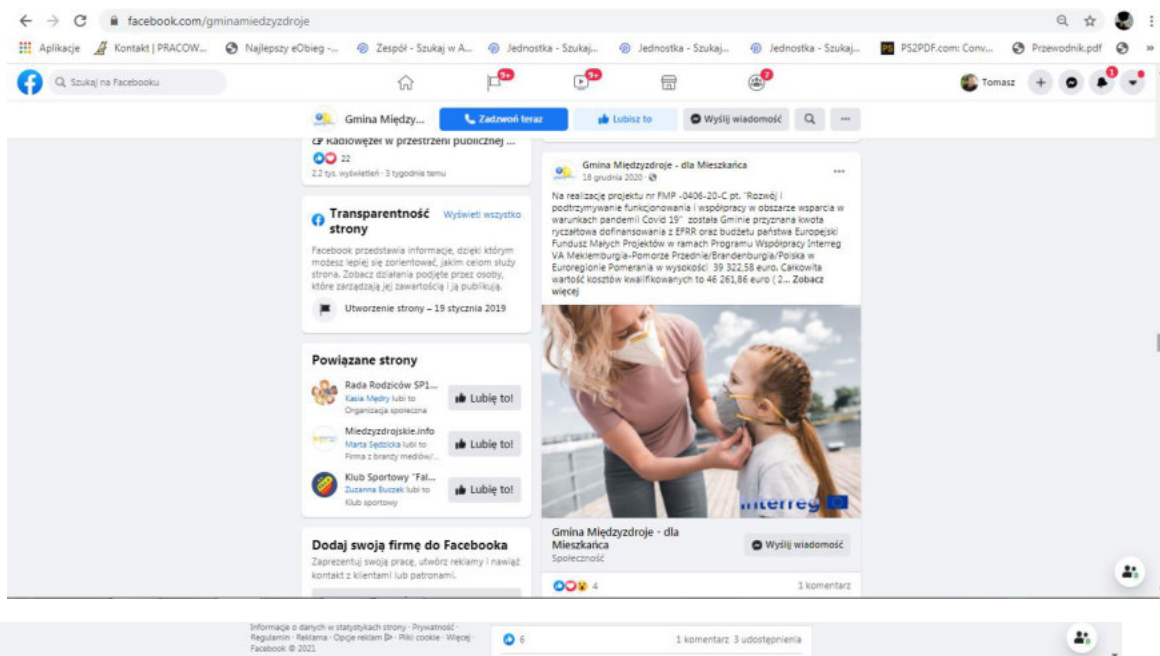 facebook.com/gminamiedzyzdroje
Aplikacje
Kontakt | PRACOW...
Najlepszy eObieg -...
Zespół - Szukaj w A...
Jednostka - Szukaj...
Jednostka - Szukaj...
Jednostka - Szukaj...
PS PS2PDF.com: Conv...
Przewodnik.pdf
Szukaj na Facebooku
9+
9+
7
Tomasz
1
Gmina Między...
Zadzwoń teraz
Lubisz to
Wyślij wiadomość
Radiowęzeł w przestrzeni publicznej ...
22
2.2 tys. wyświetleń · 3 tygodnie temu
Transparentność strony
Wyświetl wszystko
Facebook przedstawia informacje, dzięki którym
możesz lepiej się zorientować, jakim celom służy
strona. Zobacz działania podjęte przez osoby,
które zarządzają jej zawartością i ją publikują.
Utworzenie strony – 19 stycznia 2019
Powiązane strony
Rada Rodziców SP1...
Kasia Mędry lubi to
Organizacja społeczna
Lubię to!
Miedzyzdrojskie.info
Marta Sędzicka lubi to
Firma z branży mediów/...
Lubię to!
Klub Sportowy "Fal...
Zuzanna Buczek lubi to
Klub sportowy
Lubię to!
Dodaj swoją firmę do Facebooka
Zaprezentuj swoją pracę, utwórz reklamy i nawiąż
kontakt z klientami lub patronami.
Gmina Międzyzdroje - dla Mieszkańca
18 grudnia 2020
Na realizację projektu nr FMP -0406-20-C pt. "Rozwój i
podtrzymywanie funkcjonowania i współpracy w obszarze wsparcia w
warunkach pandemii Covid 19" została Gminie przyznana kwota
ryczałtowa dofinansowania z EFRR oraz budżetu państwa Europejski
Fundusz Małych Projektów w ramach Programu Współpracy Interreg
VA Meklemburgia-Pomorze Przednie/Brandenburgia/Polska w
Euroregionie Pomerania w wysokości 39 322,58 euro. Całkowita
wartość kosztów kwalifikowanych to 46 261,86 euro ( 2... Zobacz
więcej
interreg
Gmina Międzyzdroje - dla
Mieszkańca
Społeczność
Wyślij wiadomość
4
1 komentarz
Informacje o danych w statystykach strony · Prywatność ·
Regulamin · Reklama · Opcje reklam · Pliki cookie · Więcej ·
Facebook © 2021
6
1 komentarz 3 udostępnienia